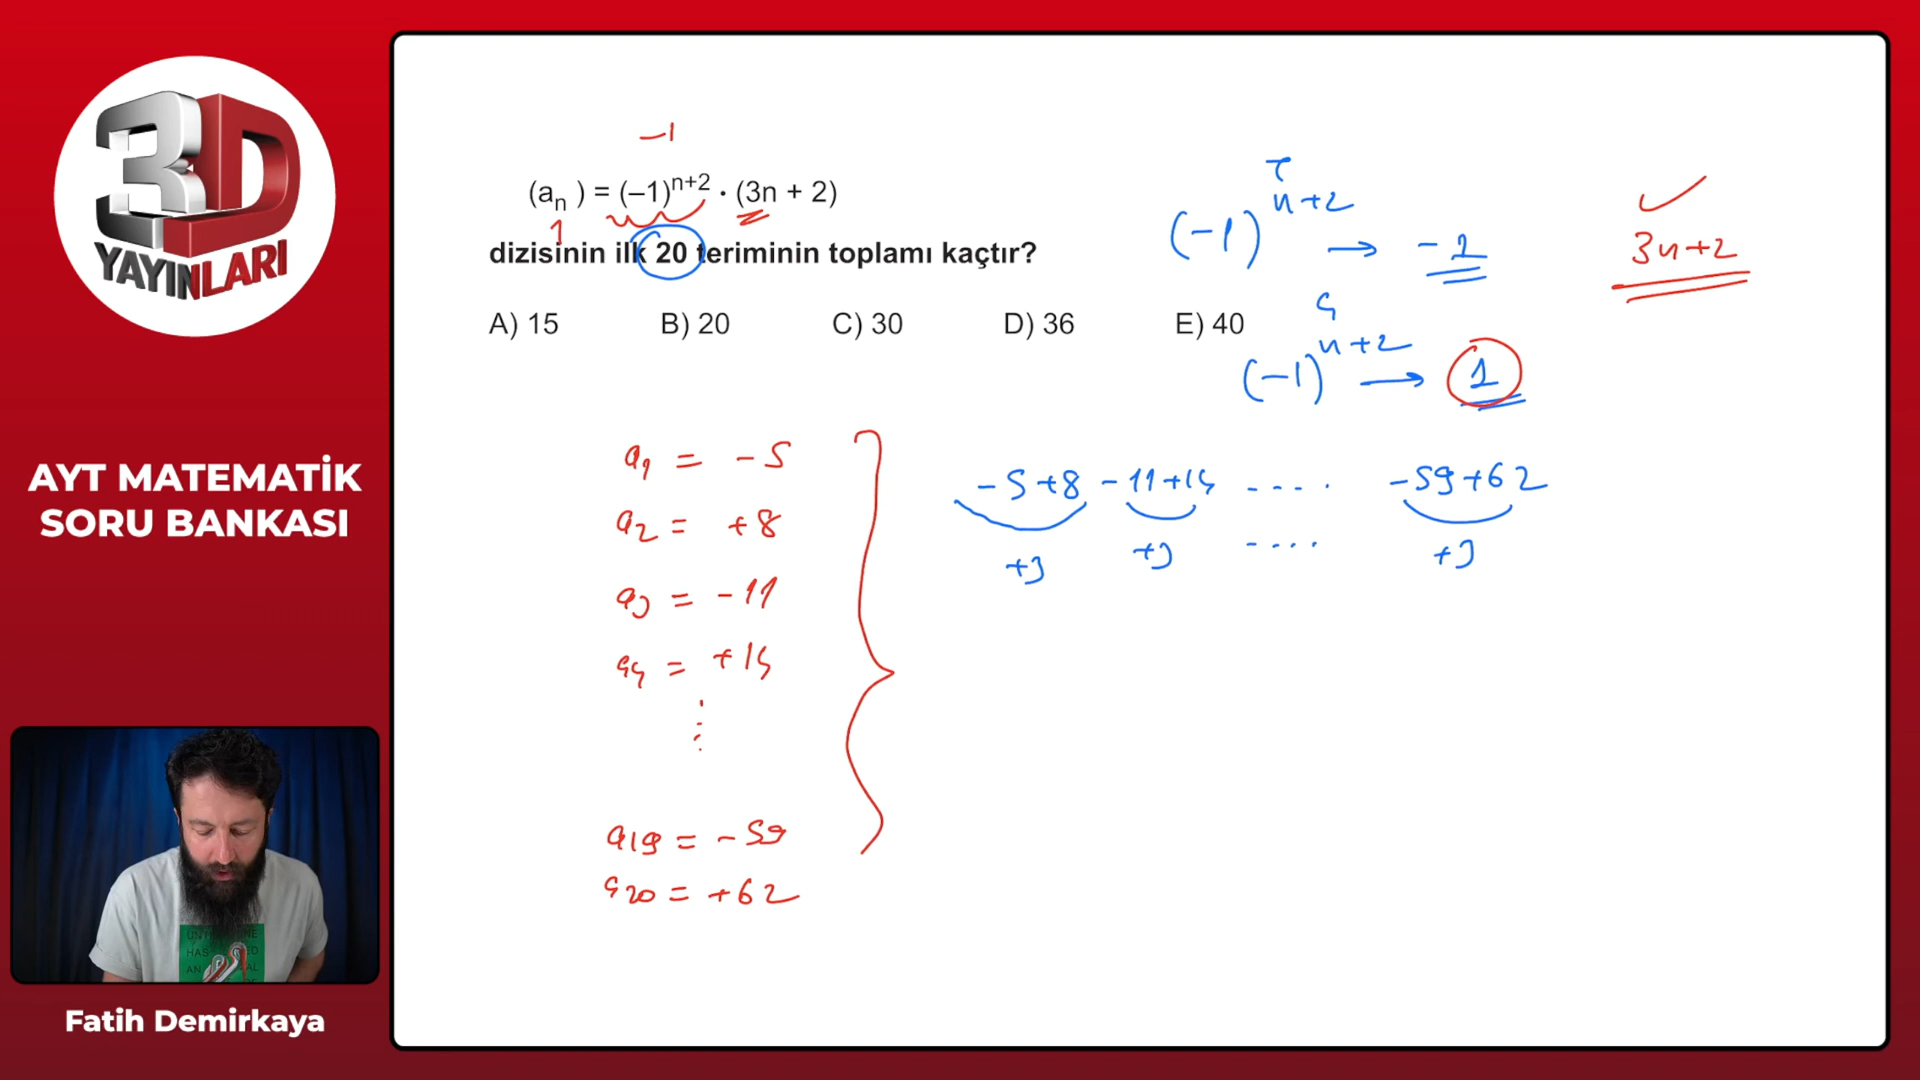 3D
YAYINLARI
AYT MATEMATİK
SORU BANKASI
Fatih Demirkaya
–1
(aₙ) = (–1)ⁿ⁺² · (3n + 2)
1
dizisinin ilk 20 teriminin toplamı kaçtır?
A) 15 B) 20 C) 30 D) 36 E) 40
T
(-1)ⁿ⁺² → -1
3n+2
Ç
(-1)ⁿ⁺² → 1
a₁ = -5
a₂ = +8
a₃ = -11
a₄ = +14
⋮
a₁₉ = -59
a₂₀ = +62
-5+8-11+14 ---- -59+62
+3 +3 ---- +3